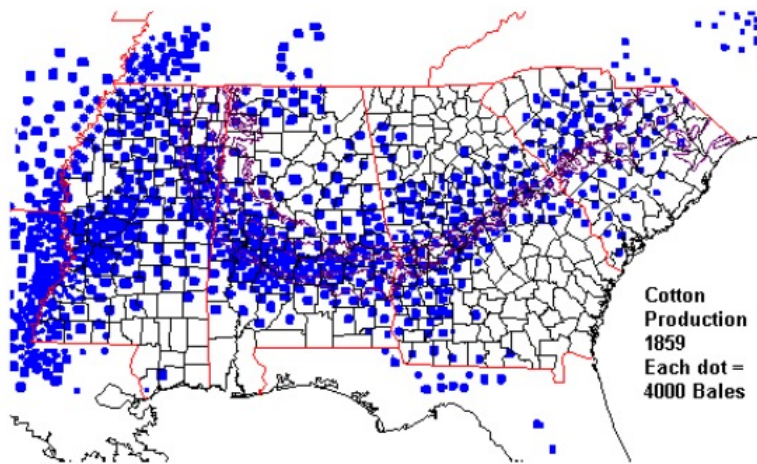 Cotton
Production
1859
Each dot =
4000 Bales